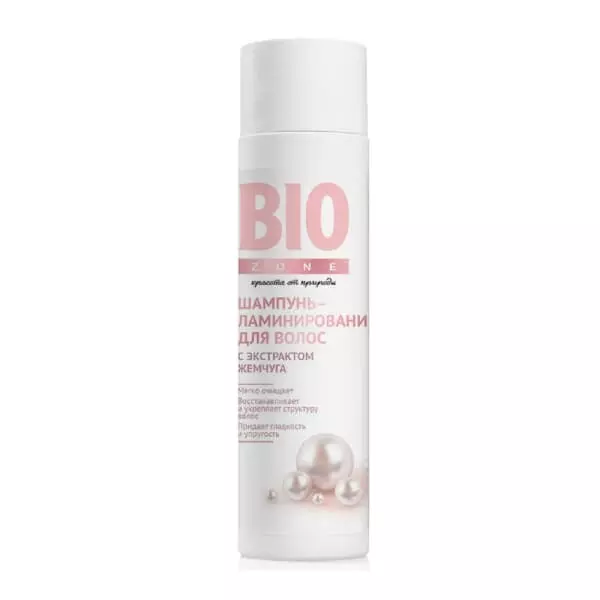 BIO
ZONE
красота от природы
ШАМПУНЬ–
ЛАМИНИРОВАНИ
ДЛЯ ВОЛОС
С ЭКСТРАКТОМ
ЖЕМЧУГА
Мягко очищает
Восстанавливает
и укрепляет структуру
волос
Придает гладкость
и упругость